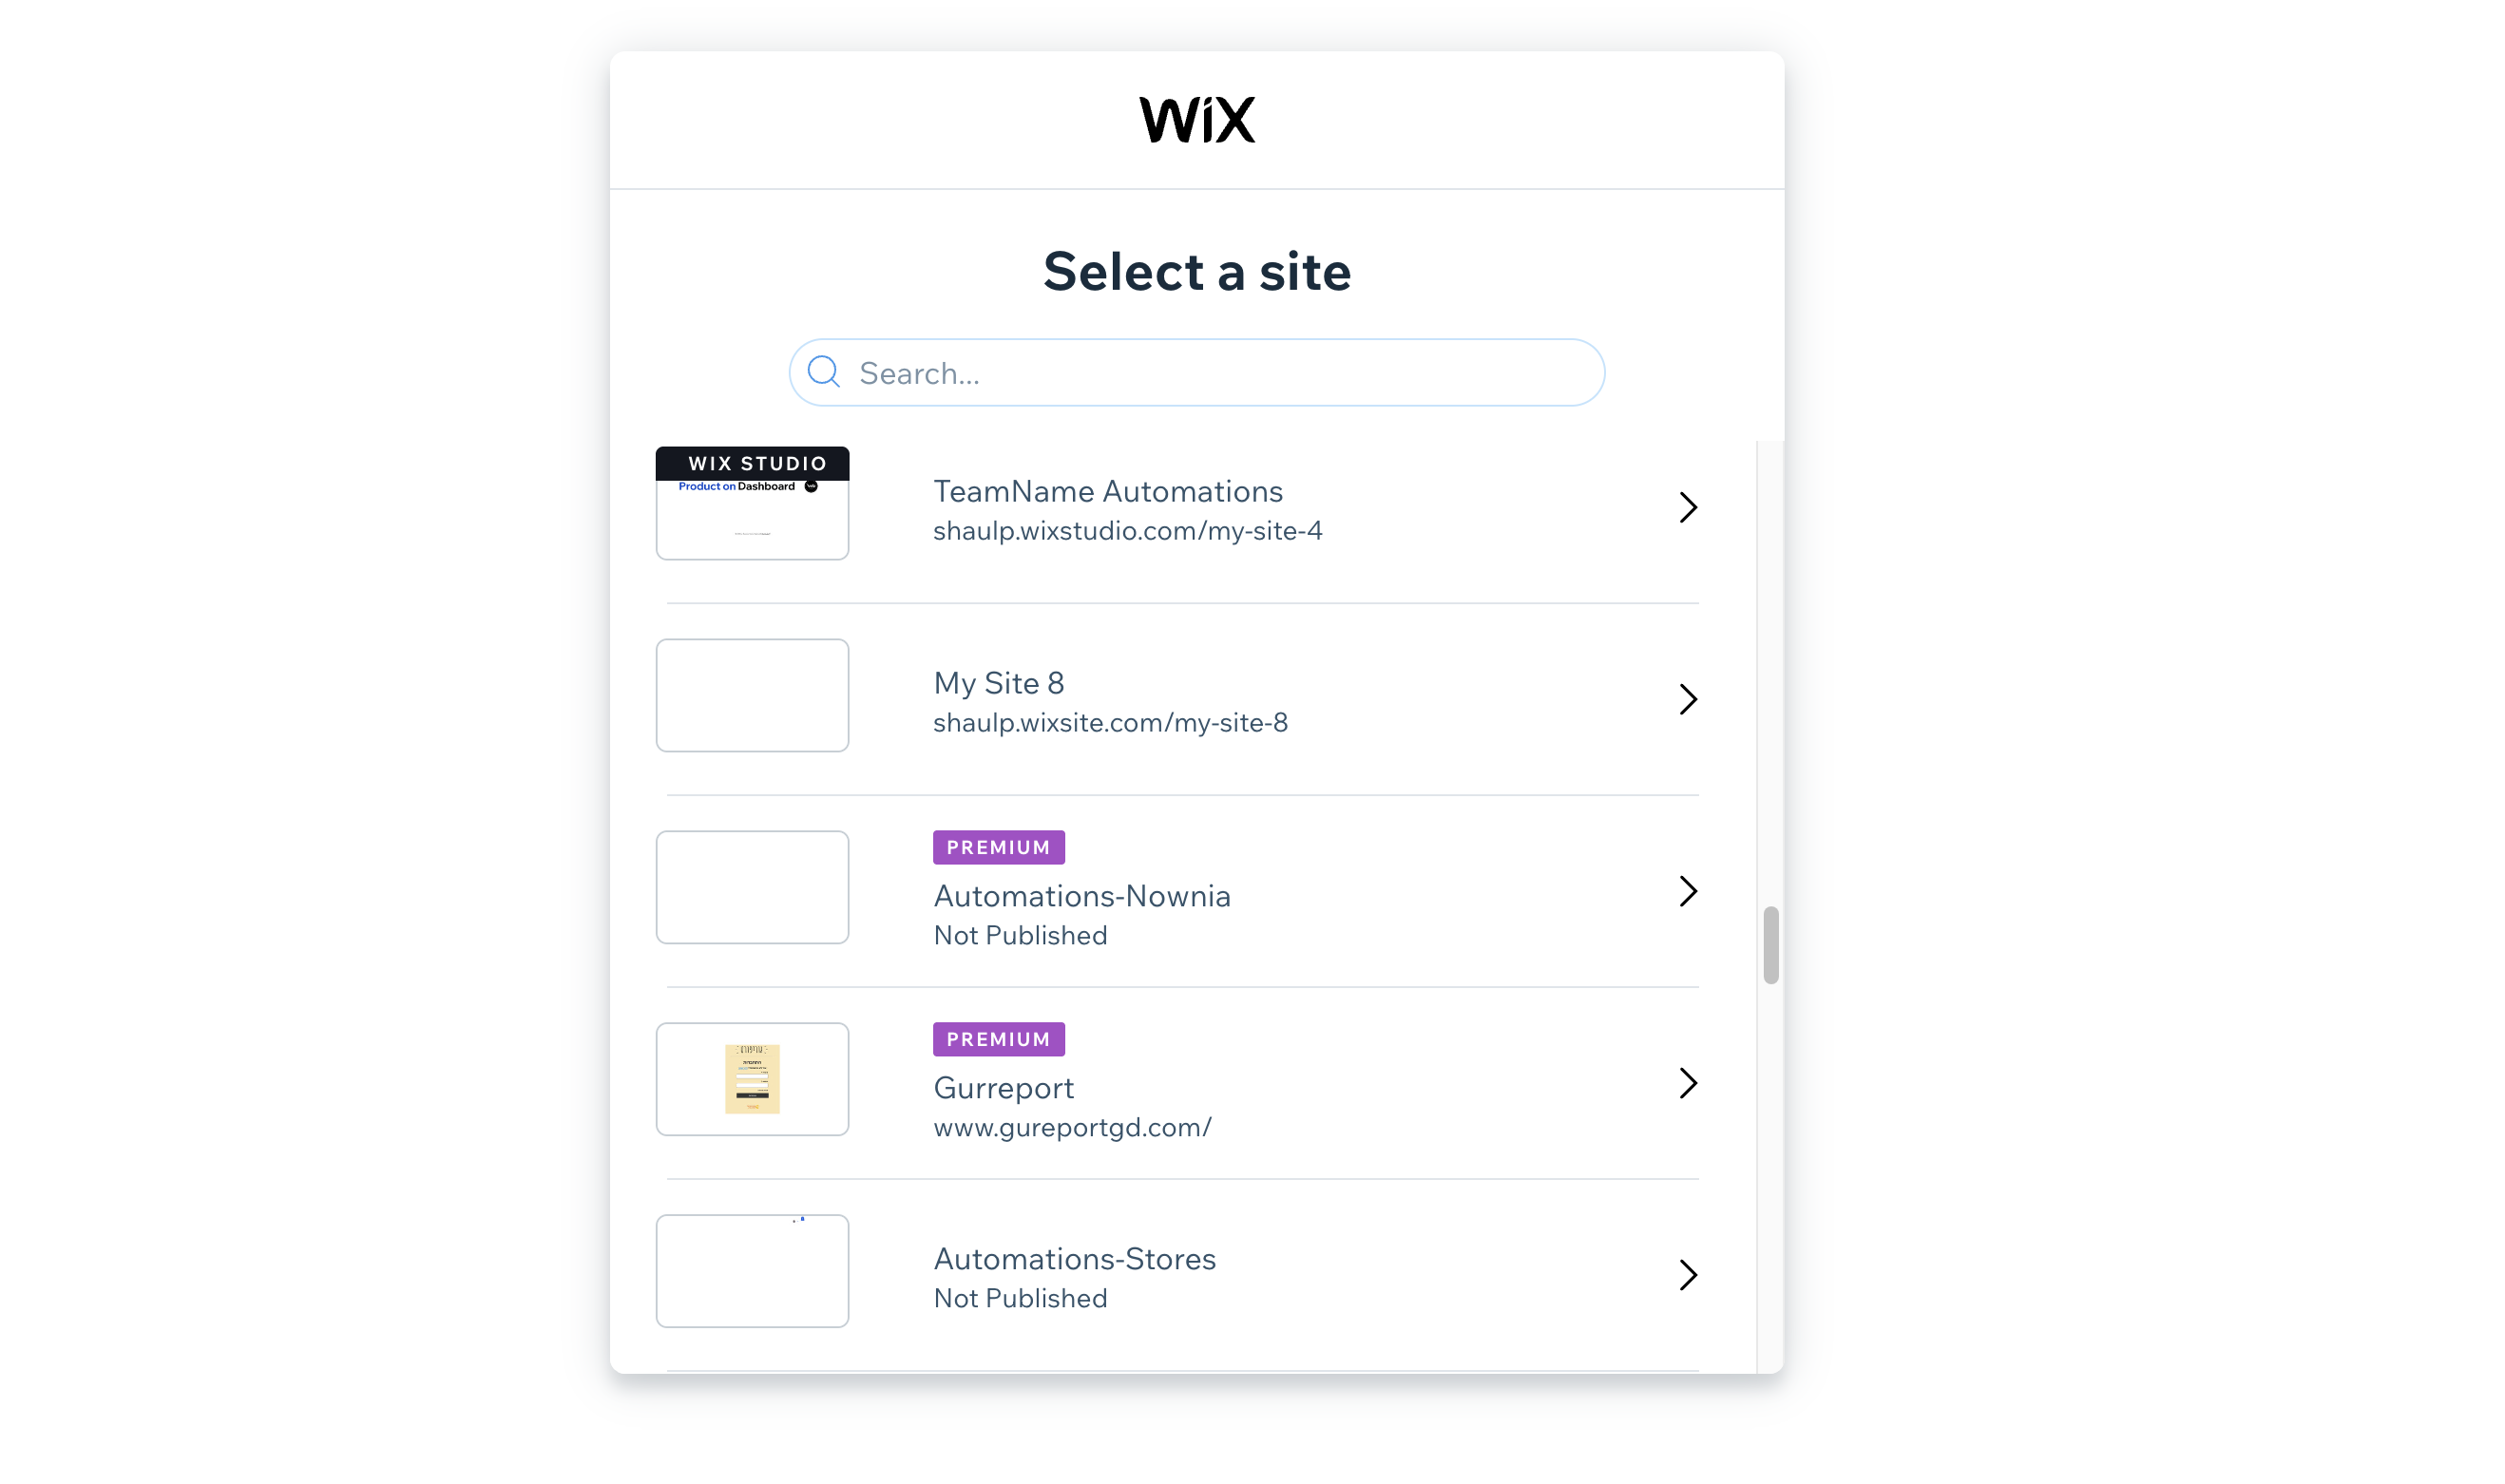 WiX
Select a site
Search...
WIX STUDIO
Product on Dashboard
TeamName Automations
shaulp.wixstudio.com/my-site-4
My Site 8
shaulp.wixsite.com/my-site-8
PREMIUM
Automations-Nownia
Not Published
PREMIUM
Gurreport
www.gureportgd.com/
Automations-Stores
Not Published